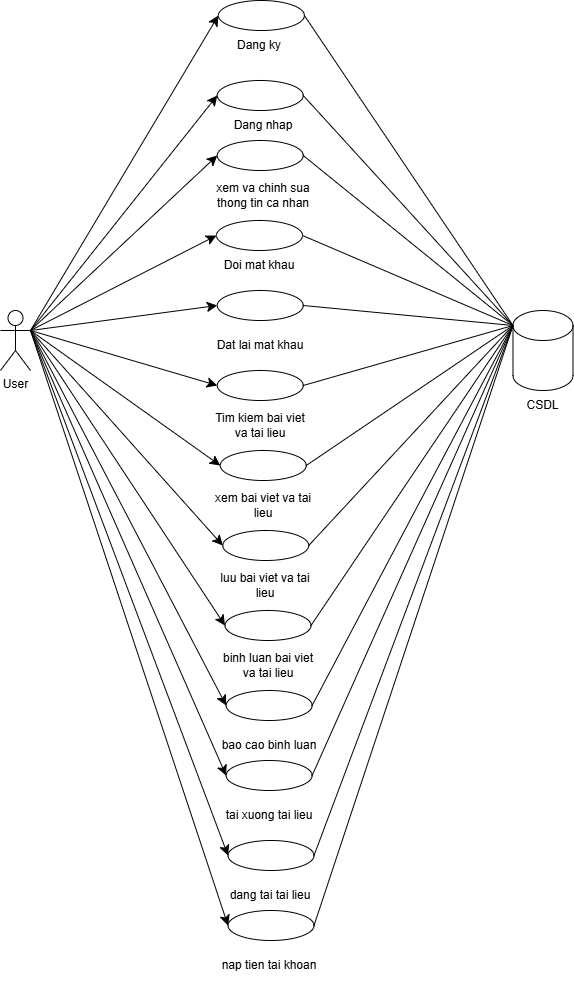 Dang ky
Dang nhap
xem va chinh sua
thong tin ca nhan
Doi mat khau
Dat lai mat khau
User
CSDL
Tim kiem bai viet
va tai lieu
xem bai viet va tai
lieu
luu bai viet va tai
lieu
binh luan bai viet
va tai lieu
bao cao binh luan
tai xuong tai lieu
dang tai tai lieu
nap tien tai khoan